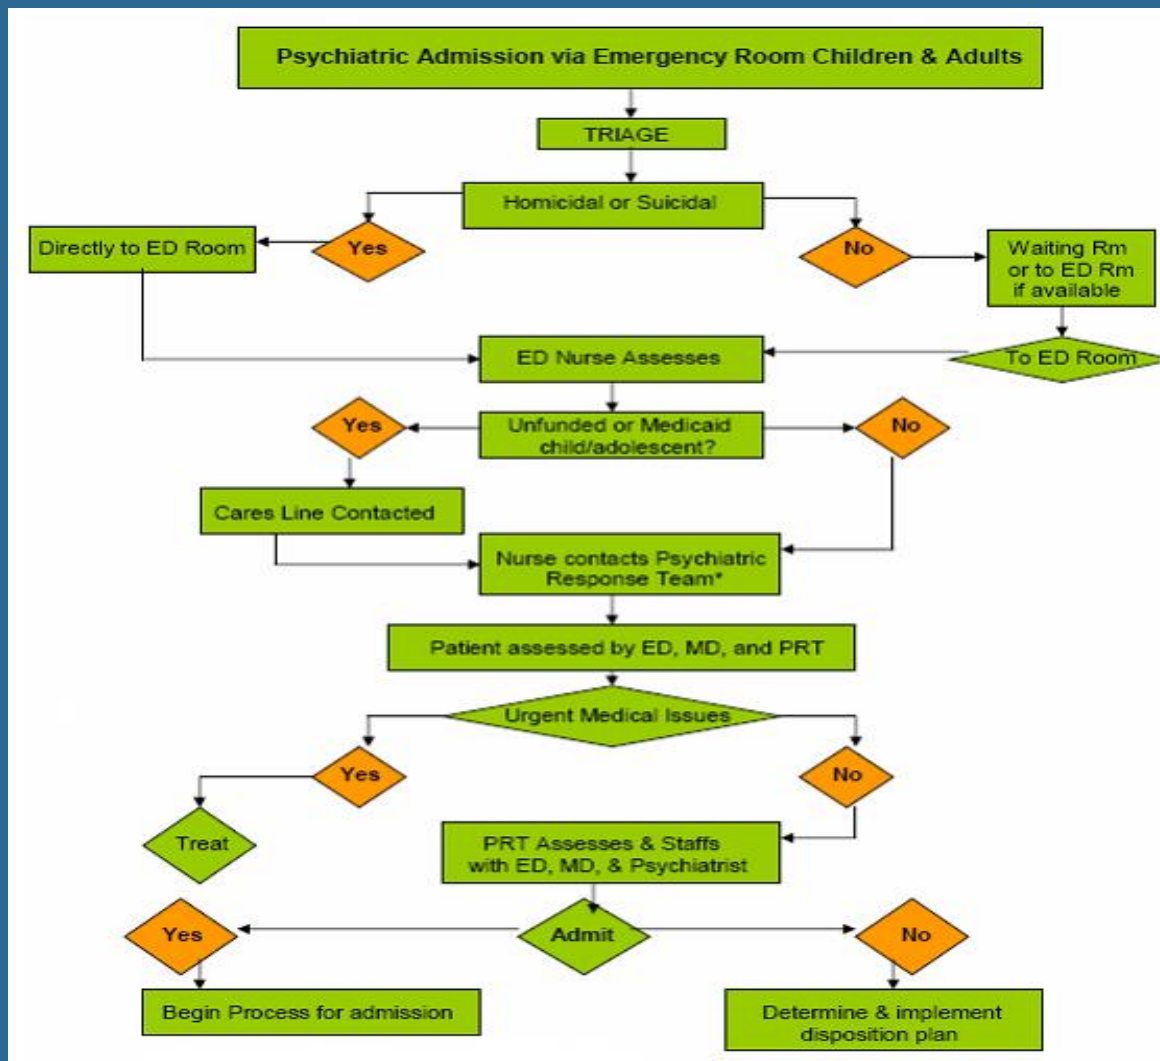 Psychiatric Admission via Emergency Room Children & Adults
TRIAGE
Homicidal or Suicidal
Yes
No
Directly to ED Room
Waiting Rm
or to ED Rm
if available
To ED Room
ED Nurse Assesses
Yes
Unfunded or Medicaid
child/adolescent?
No
Cares Line Contacted
Nurse contacts Psychiatric
Response Team*
Patient assessed by ED, MD, and PRT
Urgent Medical Issues
Yes
No
Treat
PRT Assesses & Staffs
with ED, MD, & Psychiatrist
Yes
Admit
No
Begin Process for admission
Determine & implement
disposition plan